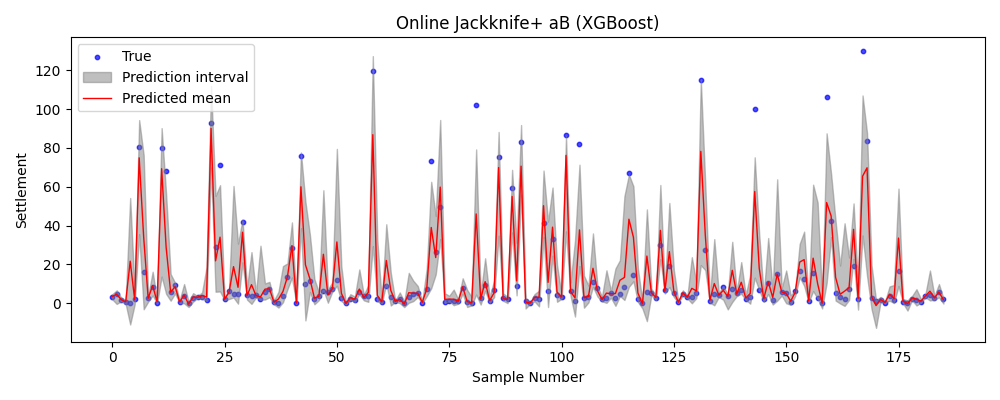 Online Jackknife+ aB (XGBoost)
True
Prediction interval
Predicted mean
Settlement
120
100
80
60
40
20
0
0 25 50 75 100 125 150 175
Sample Number